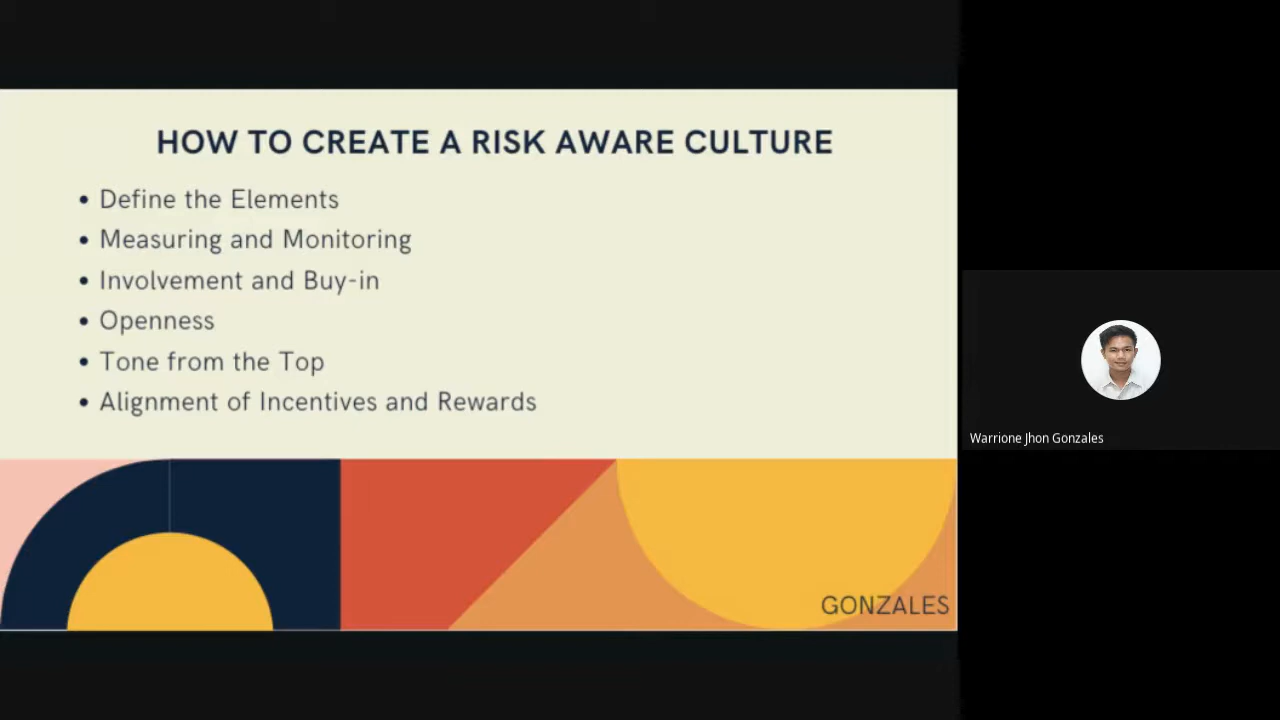 HOW TO CREATE A RISK AWARE CULTURE
• Define the Elements
• Measuring and Monitoring
• Involvement and Buy-in
• Openness
• Tone from the Top
• Alignment of Incentives and Rewards
GONZALES
Warrione Jhon Gonzales